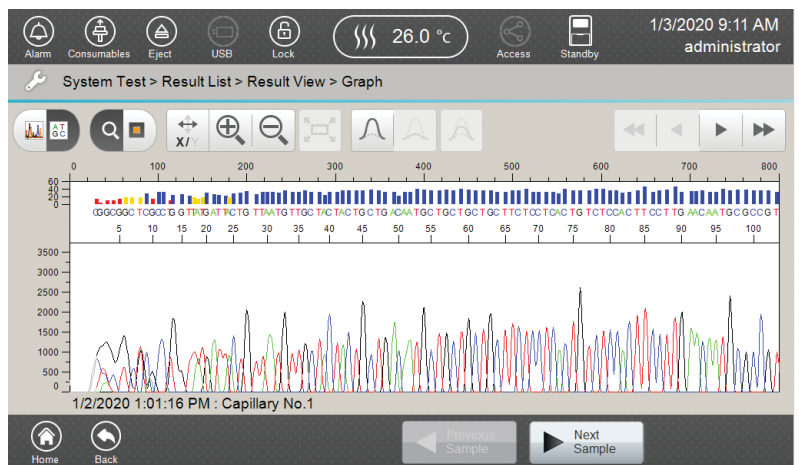 Alarm Consumables Eject USB Lock 26.0 °c Access Standby 1/3/2020 9:11 AM
administrator
System Test > Result List > Result View > Graph
A T
G C
X/Y
0 100 200 300 400 500 600 700 800
60
40
20
0
5 10 15 20 25 30 35 40 45 50 55 60 65 70 75 80 85 90 95 100
3500
3000
2500
2000
1500
1000
500
0
1/2/2020 1:01:16 PM : Capillary No.1
Home Back Previous Sample Next Sample